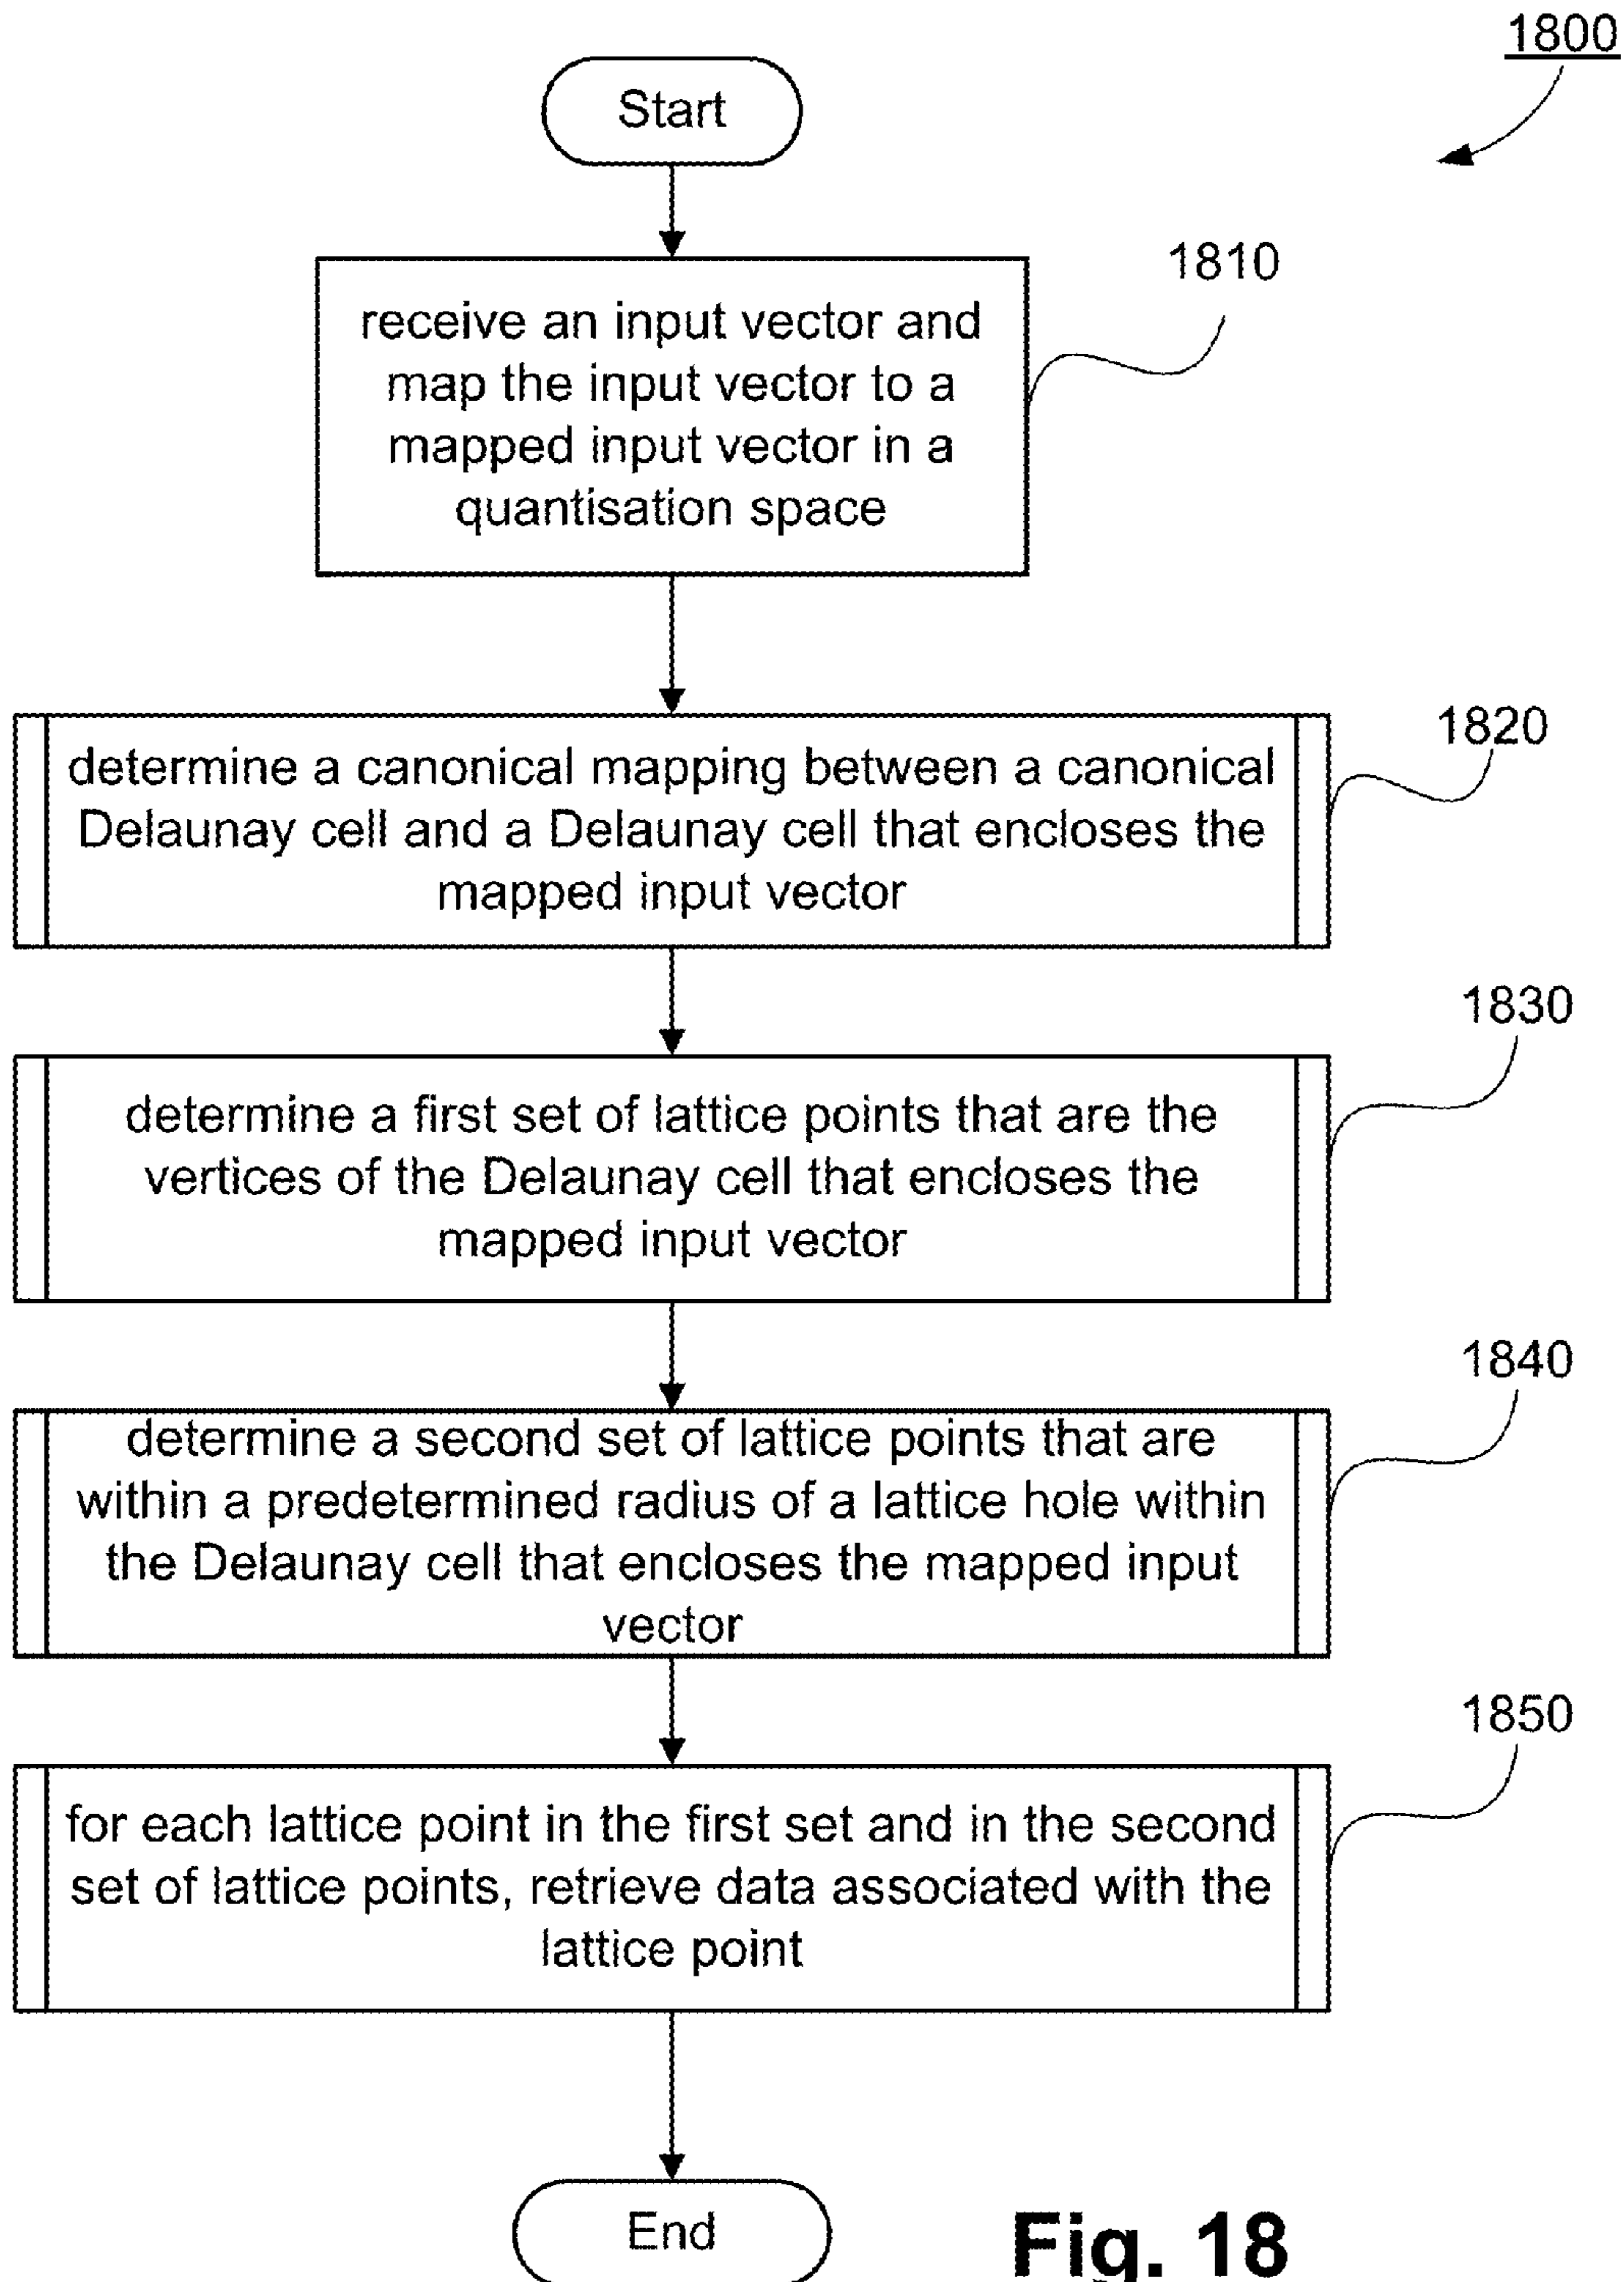 1800
Start
1810
receive an input vector and
map the input vector to a
mapped input vector in a
quantisation space
1820
determine a canonical mapping between a canonical
Delaunay cell and a Delaunay cell that encloses the
mapped input vector
1830
determine a first set of lattice points that are the
vertices of the Delaunay cell that encloses the
mapped input vector
1840
determine a second set of lattice points that are
within a predetermined radius of a lattice hole within
the Delaunay cell that encloses the mapped input
vector
1850
for each lattice point in the first set and in the second
set of lattice points, retrieve data associated with the
lattice point
End
Fig. 18